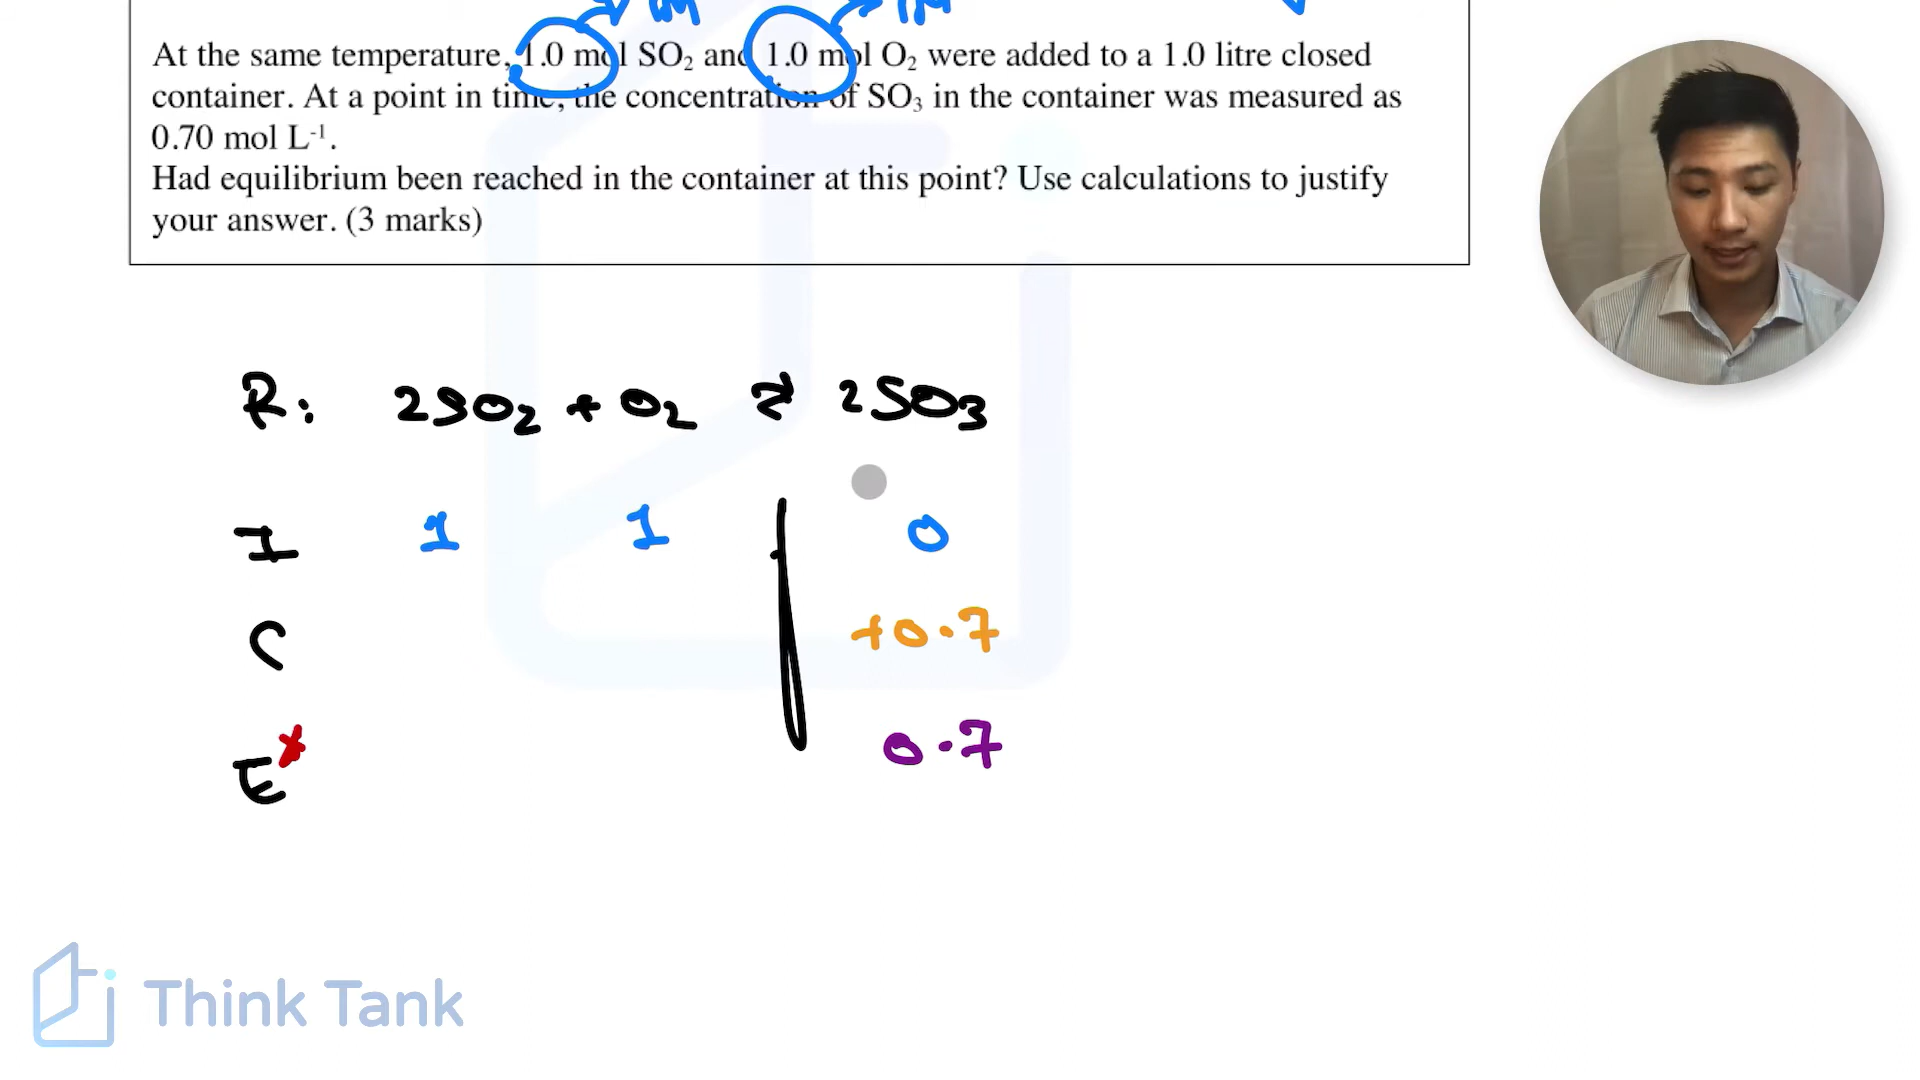 1M 1M
At the same temperature, 1.0 mol SO₂ and 1.0 mol O₂ were added to a 1.0 litre closed
container. At a point in time, the concentration of SO₃ in the container was measured as
0.70 mol L⁻¹.
Had equilibrium been reached in the container at this point? Use calculations to justify
your answer. (3 marks)
R: 2SO₂ + O₂ ⇌ 2SO₃
I 1 1 0
C +0.7
E* 0.7
Think Tank